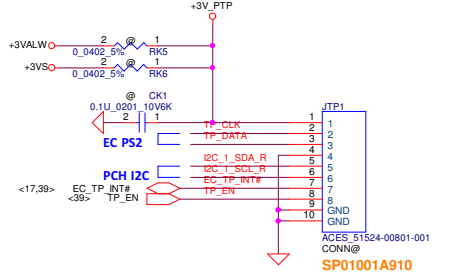 +3V_PTP
+3VALW 2 @ 1
0_0402_5% RK5
+3VS 2 @ 1
0_0402_5% RK6
@ CK1
0.1U_0201_10V6K
2 1
JTP1
1 1
TP_CLK 2 2
EC PS2 TP_DATA 3 3
4 4
I2C_1_SDA_R 5 5
PCH I2C I2C_1_SCL_R 6 6
<17,39> EC_TP_INT# EC_TP_INT# 7 7
<39> TP_EN TP_EN 8 8
9 GND
10 GND
ACES_51524-00801-001
CONN@
SP01001A910